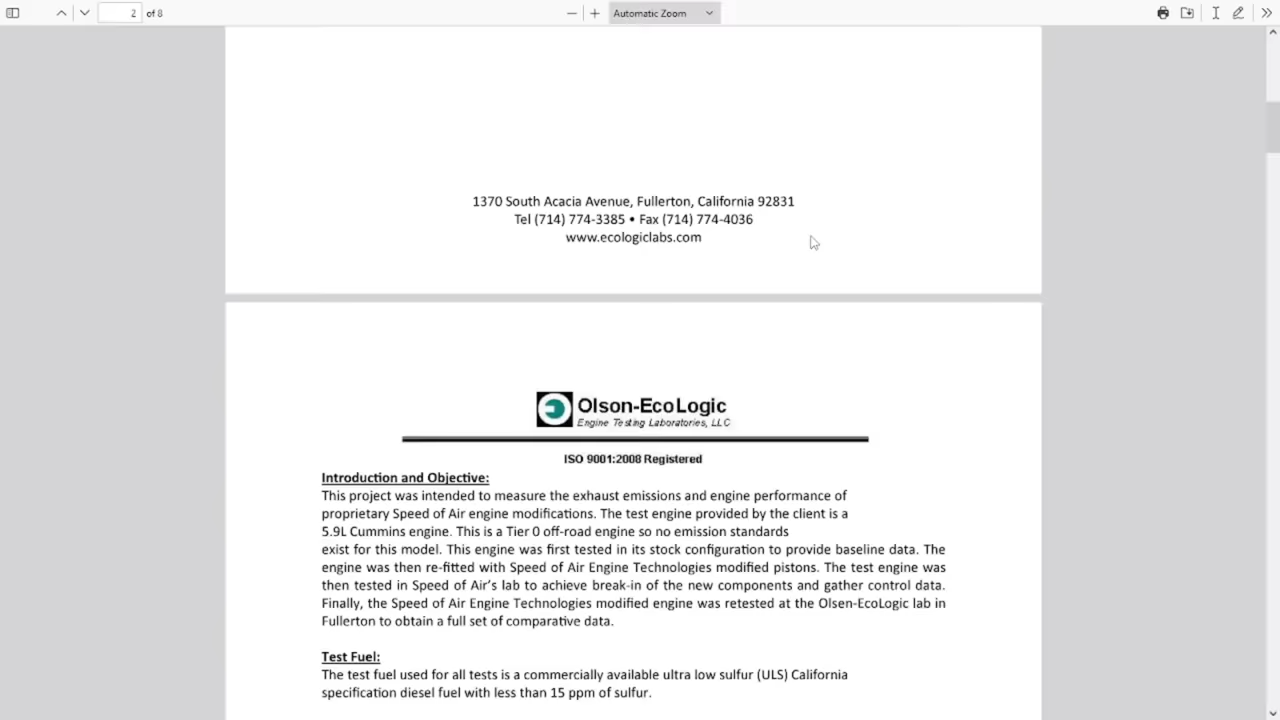 2 of 8
Automatic Zoom
1370 South Acacia Avenue, Fullerton, California 92831
Tel (714) 774-3385 • Fax (714) 774-4036
www.ecologiclabs.com
Olson-EcoLogic
Engine Testing Laboratories, LLC
ISO 9001:2008 Registered
Introduction and Objective:
This project was intended to measure the exhaust emissions and engine performance of
proprietary Speed of Air engine modifications. The test engine provided by the client is a
5.9L Cummins engine. This is a Tier 0 off-road engine so no emission standards
exist for this model. This engine was first tested in its stock configuration to provide baseline data. The
engine was then re-fitted with Speed of Air Engine Technologies modified pistons. The test engine was
then tested in Speed of Air's lab to achieve break-in of the new components and gather control data.
Finally, the Speed of Air Engine Technologies modified engine was retested at the Olsen-EcoLogic lab in
Fullerton to obtain a full set of comparative data.
Test Fuel:
The test fuel used for all tests is a commercially available ultra low sulfur (ULS) California
specification diesel fuel with less than 15 ppm of sulfur.